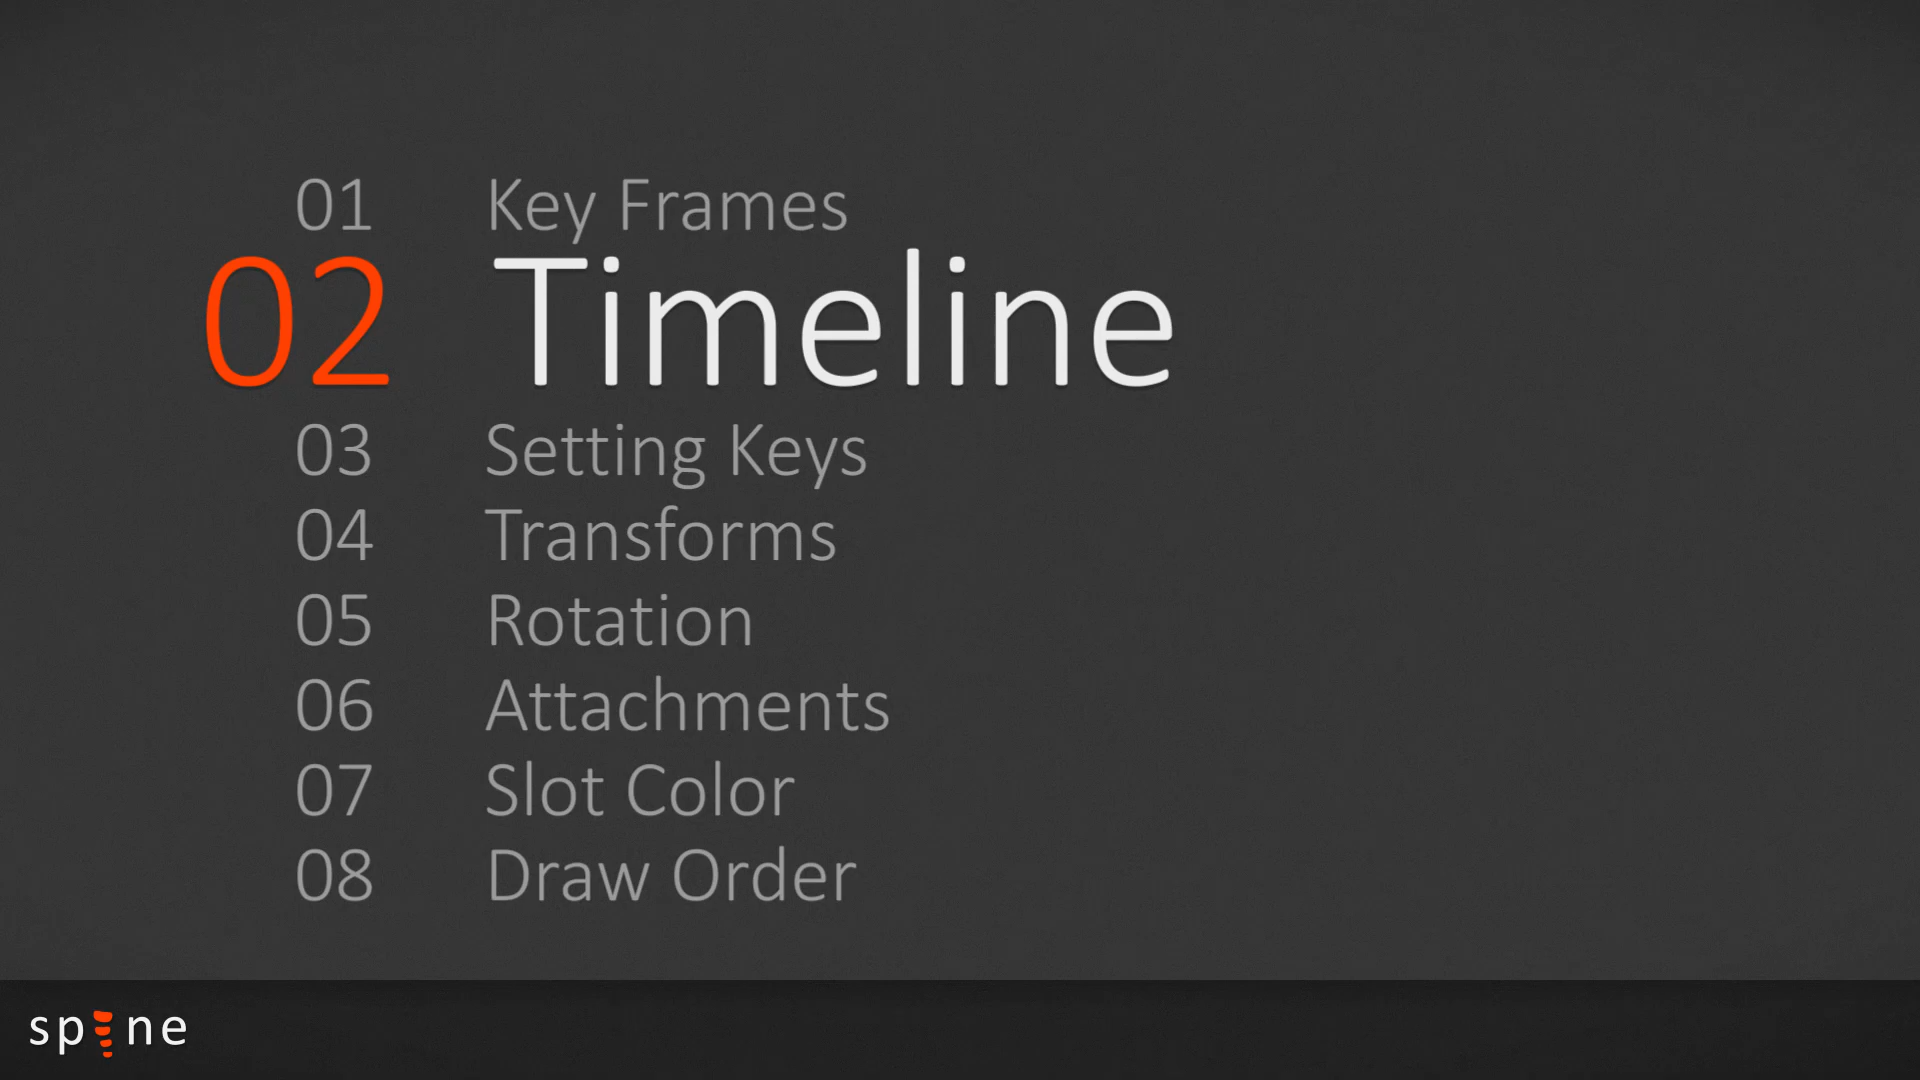 01 Key Frames
02 Timeline
03 Setting Keys
04 Transforms
05 Rotation
06 Attachments
07 Slot Color
08 Draw Order
spine